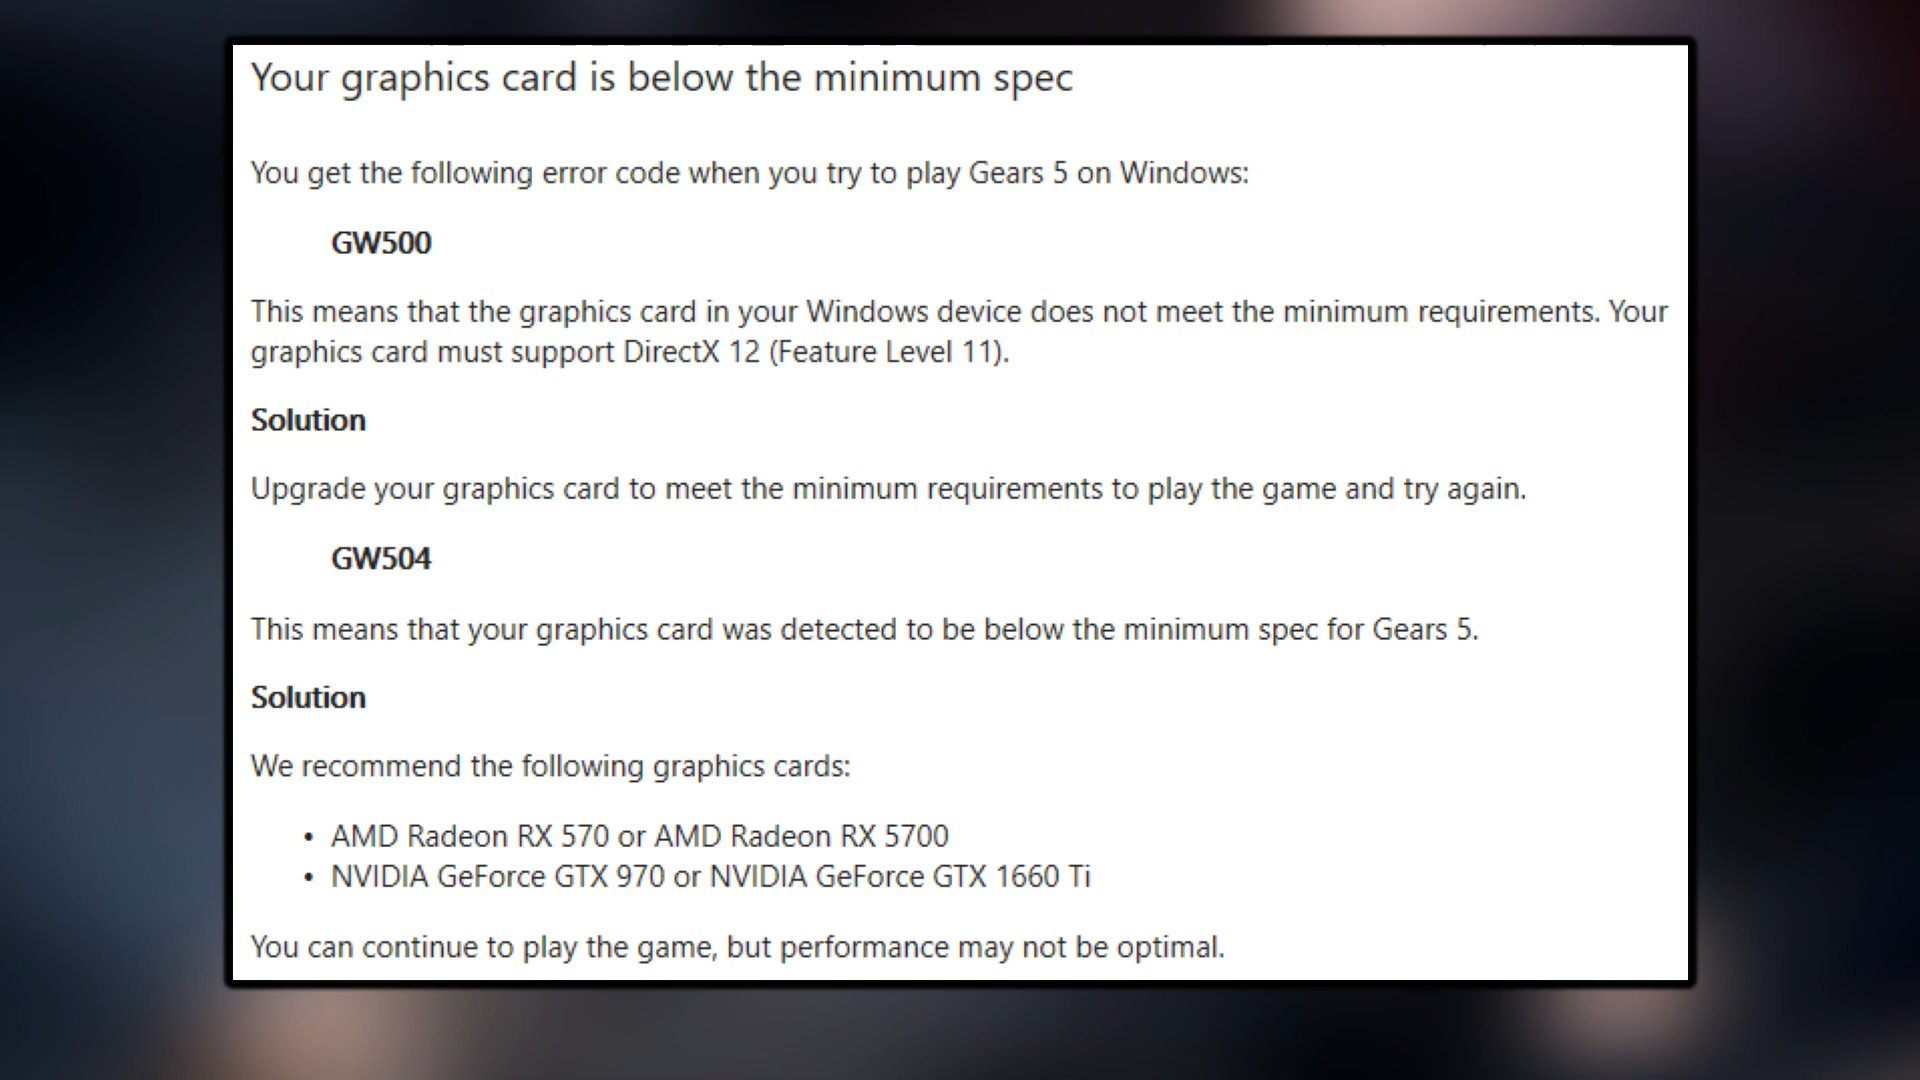 Your graphics card is below the minimum spec
You get the following error code when you try to play Gears 5 on Windows:
GW500
This means that the graphics card in your Windows device does not meet the minimum requirements. Your
graphics card must support DirectX 12 (Feature Level 11).
Solution
Upgrade your graphics card to meet the minimum requirements to play the game and try again.
GW504
This means that your graphics card was detected to be below the minimum spec for Gears 5.
Solution
We recommend the following graphics cards:
• AMD Radeon RX 570 or AMD Radeon RX 5700
• NVIDIA GeForce GTX 970 or NVIDIA GeForce GTX 1660 Ti
You can continue to play the game, but performance may not be optimal.